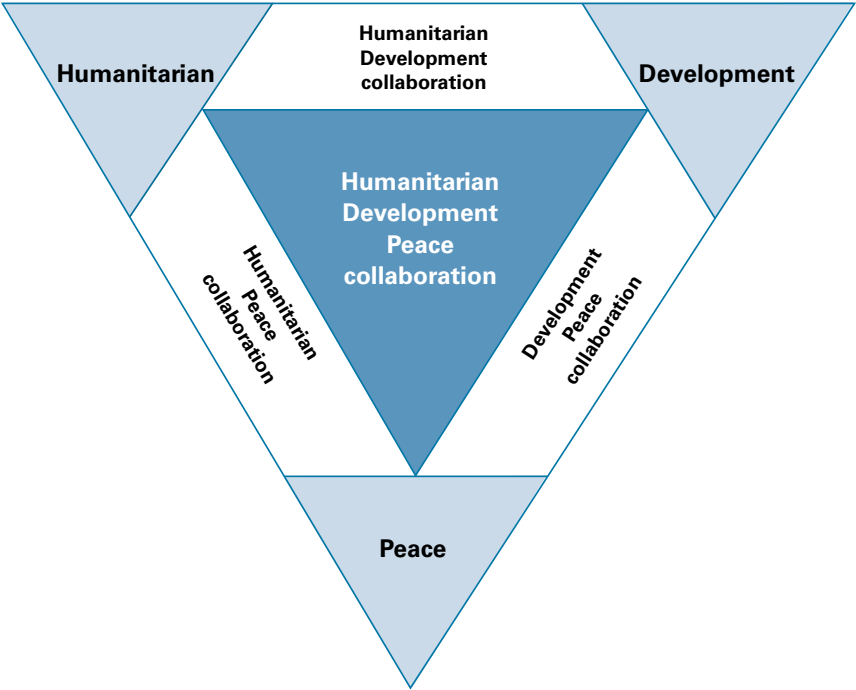 Humanitarian
Humanitarian
Development
collaboration
Development
Humanitarian
Development
Peace
collaboration
Humanitarian
Peace
collaboration
Development
Peace
collaboration
Peace